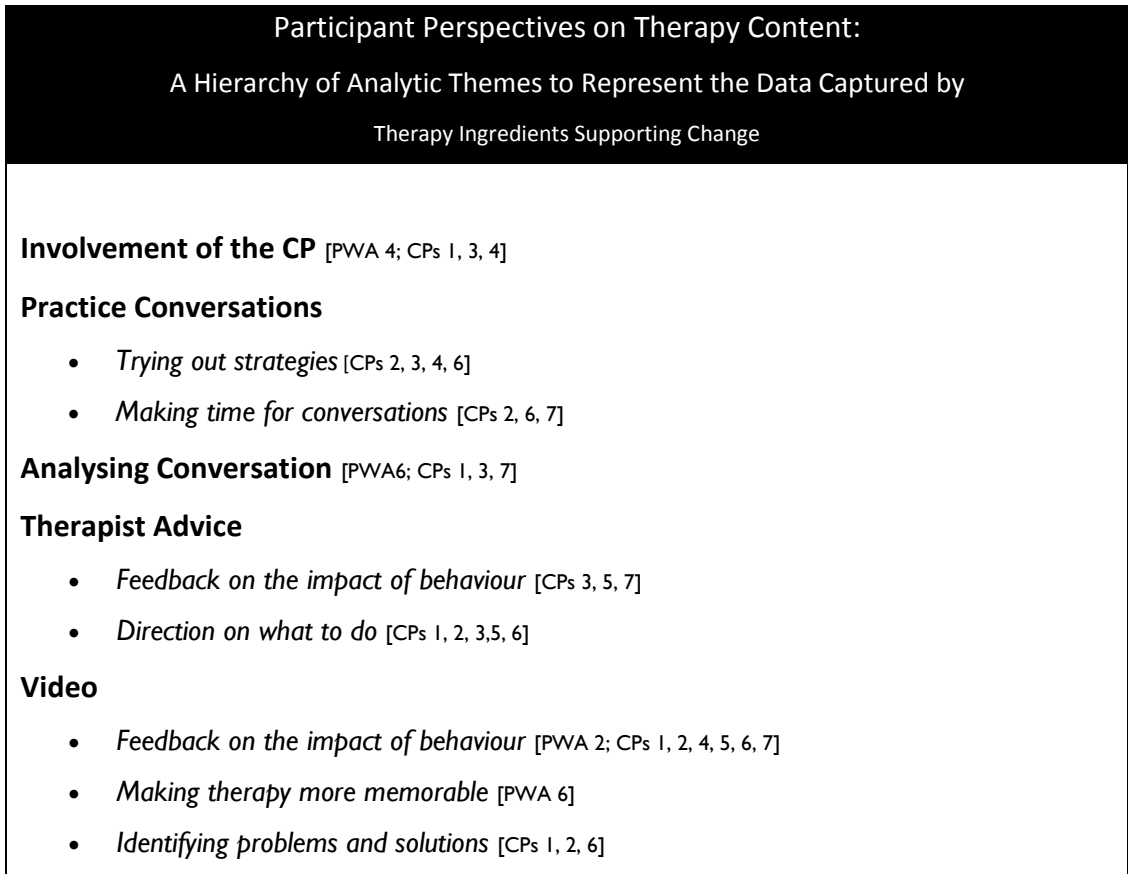 Participant Perspectives on Therapy Content:
A Hierarchy of Analytic Themes to Represent the Data Captured by
Therapy Ingredients Supporting Change
Involvement of the CP [PWA 4; CPs 1, 3, 4]
Practice Conversations
• Trying out strategies [CPs 2, 3, 4, 6]
• Making time for conversations [CPs 2, 6, 7]
Analysing Conversation [PWA6; CPs 1, 3, 7]
Therapist Advice
• Feedback on the impact of behaviour [CPs 3, 5, 7]
• Direction on what to do [CPs 1, 2, 3,5, 6]
Video
• Feedback on the impact of behaviour [PWA 2; CPs 1, 2, 4, 5, 6, 7]
• Making therapy more memorable [PWA 6]
• Identifying problems and solutions [CPs 1, 2, 6]